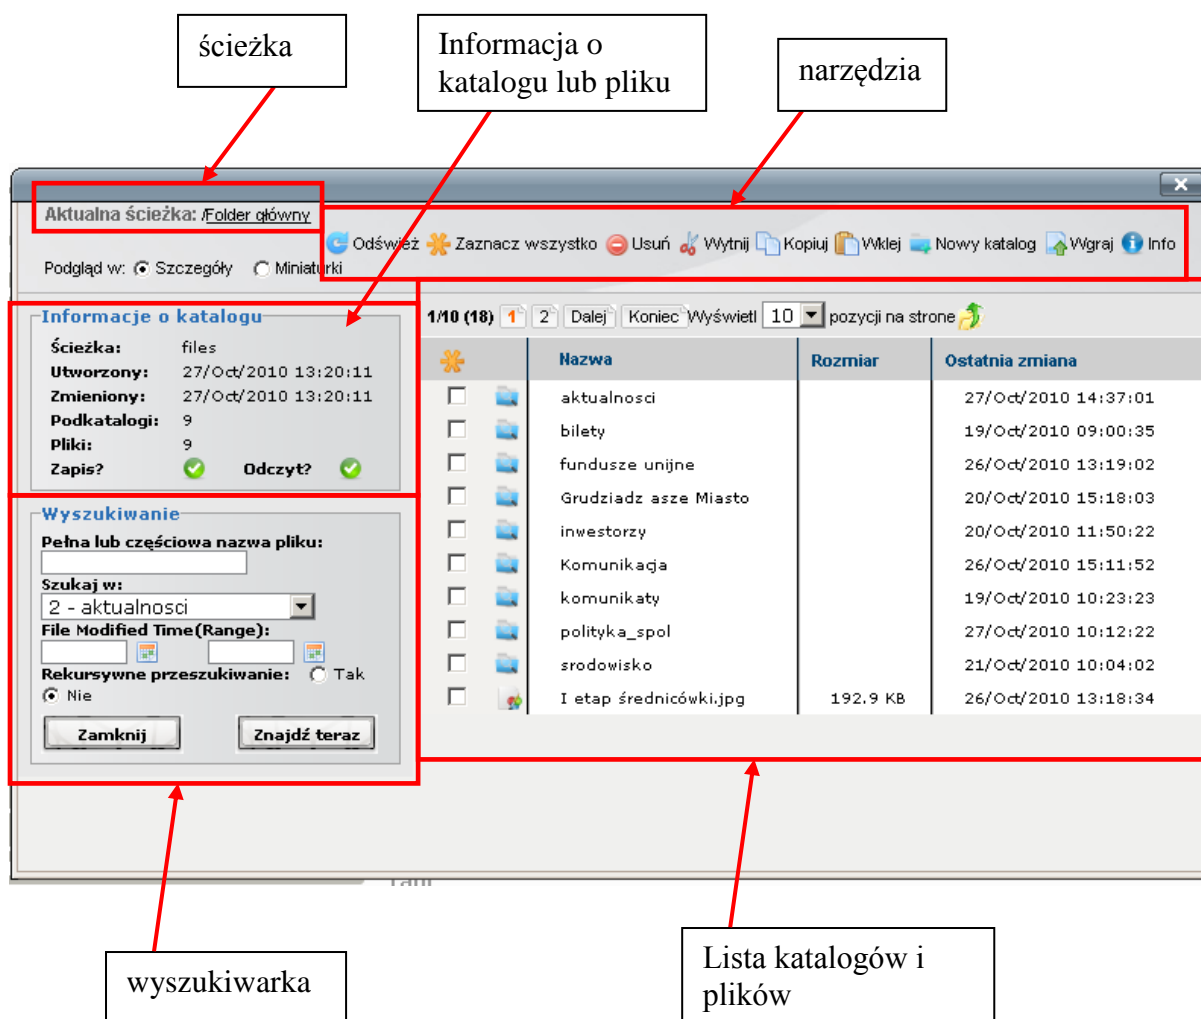 ścieżka
Informacja o
katalogu lub pliku
narzędzia
Aktualna ścieżka: /Folder główny
Odśwież Zaznacz wszystko Usuń Wytnij Kopiuj Wklej Nowy katalog Wgraj Info
Podgląd w: Szczegóły Miniaturki
Informacje o katalogu
Ścieżka: files
Utworzony: 27/Oct/2010 13:20:11
Zmieniony: 27/Oct/2010 13:20:11
Podkatalogi: 9
Pliki: 9
Zapis? Odczyt?
Wyszukiwanie
Pełna lub częściowa nazwa pliku:
Szukaj w:
2 - aktualnosci
File Modified Time(Range):
Rekursywne przeszukiwanie: Tak
Nie
Zamknij Znajdź teraz
1/10 (18) 1 2 Dalej Koniec Wyświetl 10 pozycji na strone
Nazwa Rozmiar Ostatnia zmiana
aktualnosci 27/Oct/2010 14:37:01
bilety 19/Oct/2010 09:00:35
fundusze unijne 26/Oct/2010 13:19:02
Grudziadz asze Miasto 20/Oct/2010 15:18:03
inwestorzy 20/Oct/2010 11:50:22
Komunikacja 26/Oct/2010 15:11:52
komunikaty 19/Oct/2010 10:23:23
polityka_spol 27/Oct/2010 10:12:22
srodowisko 21/Oct/2010 10:04:02
I etap średnicówki.jpg 192.9 KB 26/Oct/2010 13:18:34
wyszukiwarka
Lista katalogów i
plików